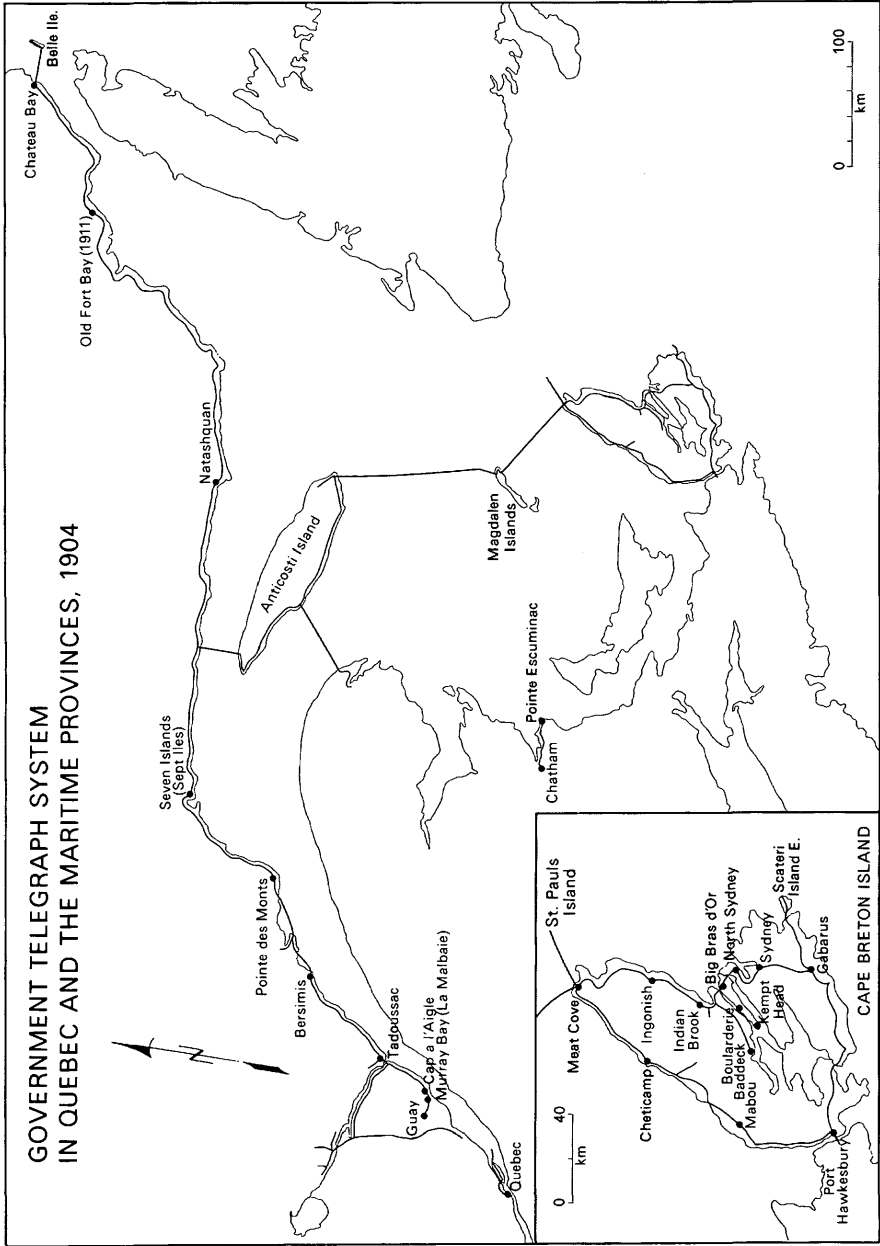 GOVERNMENT TELEGRAPH SYSTEM
IN QUEBEC AND THE MARITIME PROVINCES, 1904
N
Chateau Bay
Belle Ile.
Old Fort Bay (1911)
Natashquan
Seven Islands
(Sept Iles)
Anticosti Island
Pointe des Monts
Bersimis
Magdalen
Islands
Tadoussac
Cap a l'Aigle
Murray Bay (La Malbaie)
Guay
Quebec
Pointe Escuminac
Chatham
0 100
km
St. Pauls
Island
Meat Cove
Ingonish
Cheticamp
Indian
Brook
Big Bras d'Or
North Sydney
Sydney
Boularderie
Baddeck
Kempt
Head
Mabou
Scateri
Island E.
Gabarus
Port
Hawkesbury
0 40
km
CAPE BRETON ISLAND